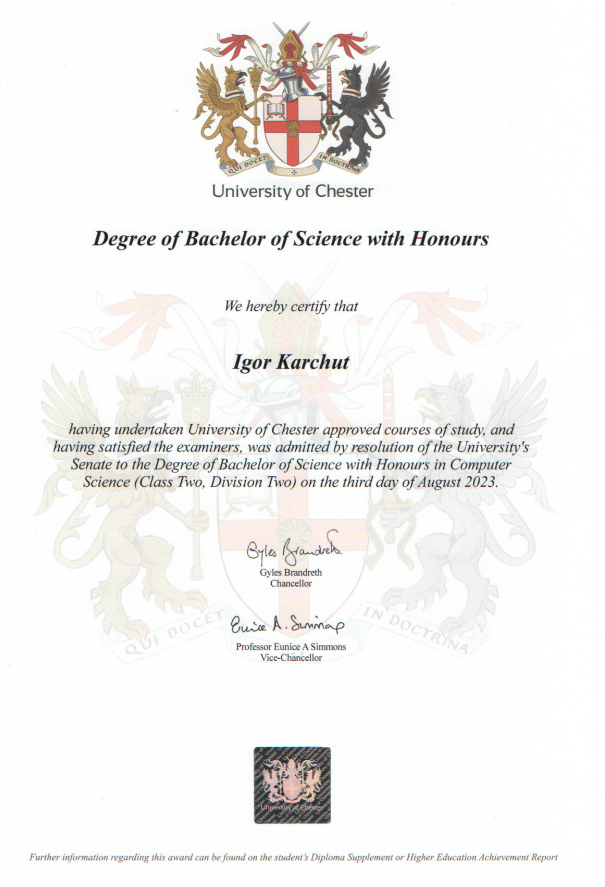 QUI DOCET IN DOCTRINA
University of Chester
Degree of Bachelor of Science with Honours
We hereby certify that
Igor Karchut
having undertaken University of Chester approved courses of study, and
having satisfied the examiners, was admitted by resolution of the University's
Senate to the Degree of Bachelor of Science with Honours in Computer
Science (Class Two, Division Two) on the third day of August 2023.
Gyles Brandreth
Gyles Brandreth
Chancellor
Eunice A. Simmons
Professor Eunice A Simmons
Vice-Chancellor
QUI DOCET IN DOCTRINA
University of Chester
Further information regarding this award can be found on the student's Diploma Supplement or Higher Education Achievement Report